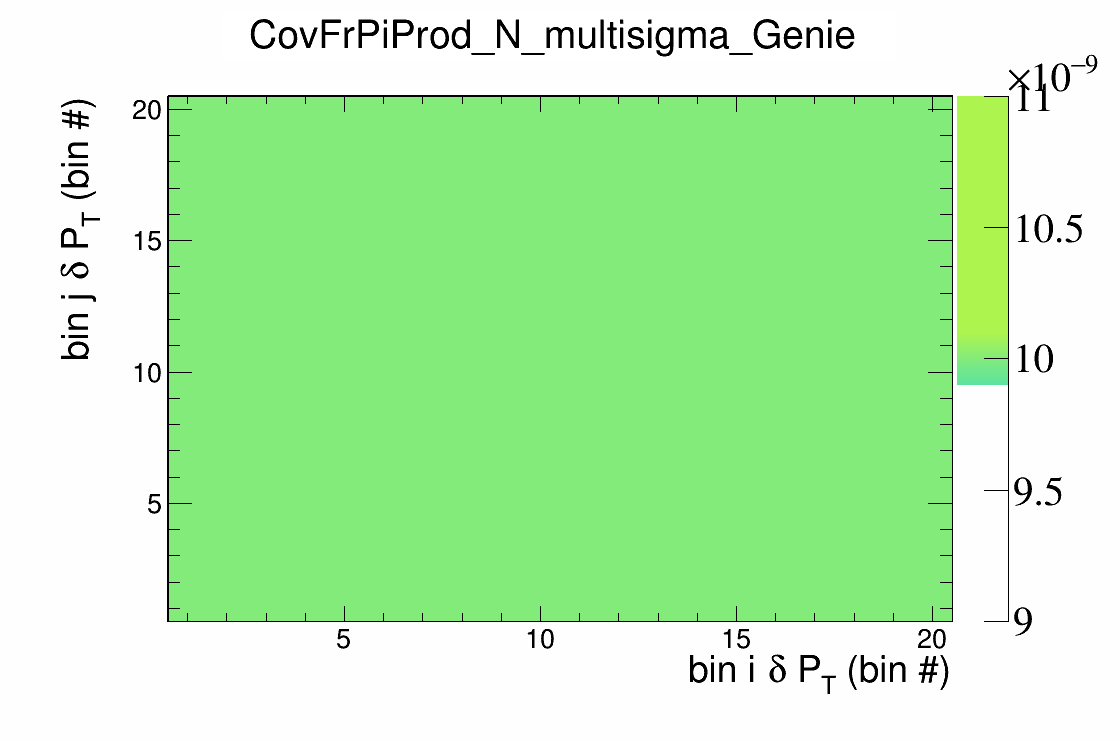 CovFrPiProd_N_multisigma_Genie
×10⁻⁹
bin j δ P_T (bin #)
20
15
10
5
11
10.5
10
9.5
9
5 10 15 20
bin i δ P_T (bin #)